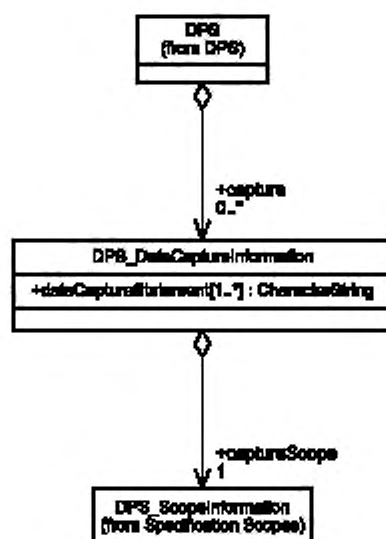 DPS
(from DPS)
+capture
0..*
DPS_DataCaptureInformation
+dataCaptureStatement[1..*] : CharacterString
+captureScope
1
DPS_ScopeInformation
(from Specification Scopes)